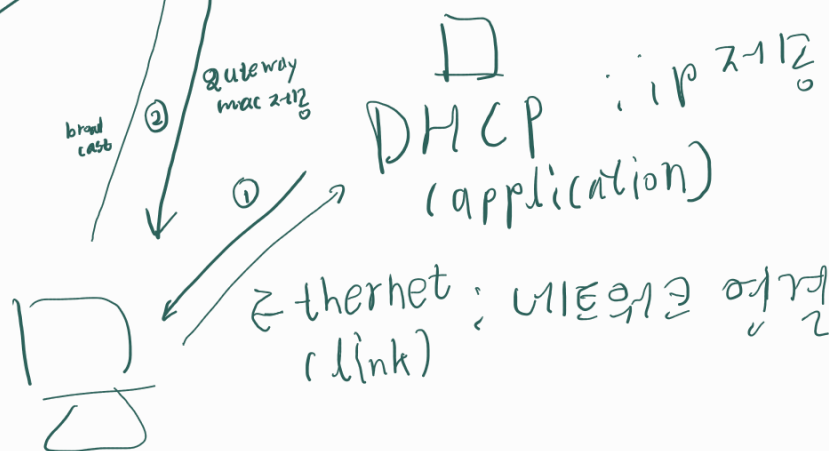 gateway
mac 제공
broad
cast
②
①
DHCP : ip 제공
(application)
Ethernet : 네트워크 연결
(link)